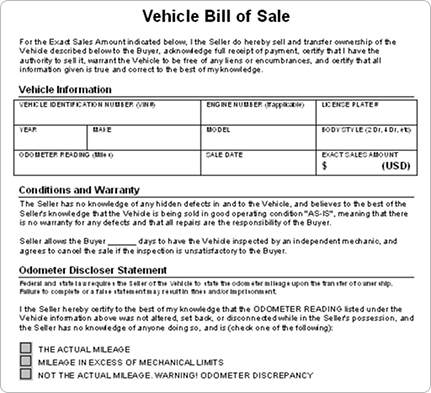 Vehicle Bill of Sale
For the Exact Sales Amount indicated below, I the Seller do hereby sell and transfer ownership of the
Vehicle described below to the Buyer, acknowledge full receipt of payment, certify that I have the
authority to sell it, warrant the Vehicle to be free of any liens or encumbrances, and certify that all
information given is true and correct to the best of my knowledge.
Vehicle Information
VEHICLE IDENTIFICATION NUMBER (VIN#) ENGINE NUMBER (If applicable) LICENSE PLATE #
YEAR MAKE MODEL BODY STYLE (2 Dr, 4 Dr, etc)
ODOMETER READING (Miles) SALE DATE EXACT SALES AMOUNT
$ (USD)
Conditions and Warranty
The Seller has no knowledge of any hidden defects in and to the Vehicle, and believes to the best of the
Seller's knowledge that the Vehicle is being sold in good operating condition "AS-IS", meaning that there
is no warranty for any defects and that all repairs are the responsibility of the Buyer.
Seller allows the Buyer ______ days to have the Vehicle inspected by an independent mechanic, and
agrees to cancel the sale if the inspection is unsatisfactory to the Buyer.
Odometer Discloser Statement
Federal and state laws requires the Seller of the Vehicle to state the odometer mileage upon the transfer of ownership.
Failure to complete or a false statement may result in fines and/or imprisonment.
I the Seller hereby certify to the best of my knowledge that the ODOMETER READING listed under the
Vehicle information above was not altered, set back, or disconnected while in the Seller's possession, and
the Seller has no knowledge of anyone doing so, and is (check one of the following):
THE ACTUAL MILEAGE
MILEAGE IN EXCESS OF MECHANICAL LIMITS
NOT THE ACTUAL MILEAGE. WARNING! ODOMETER DISCREPANCY